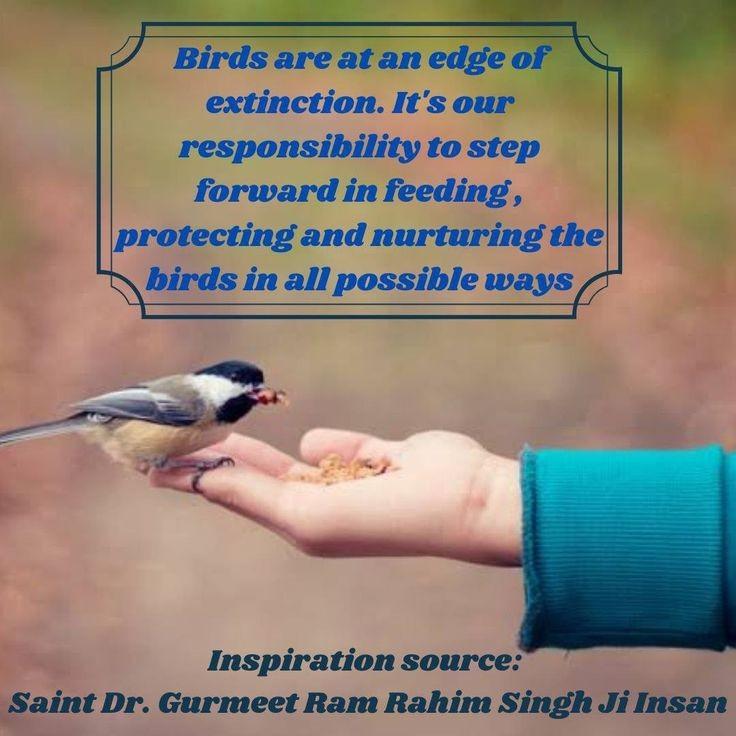 Birds are at an edge of
extinction. It's our
responsibility to step
forward in feeding ,
protecting and nurturing the
birds in all possible ways
Inspiration source:
Saint Dr. Gurmeet Ram Rahim Singh Ji Insan